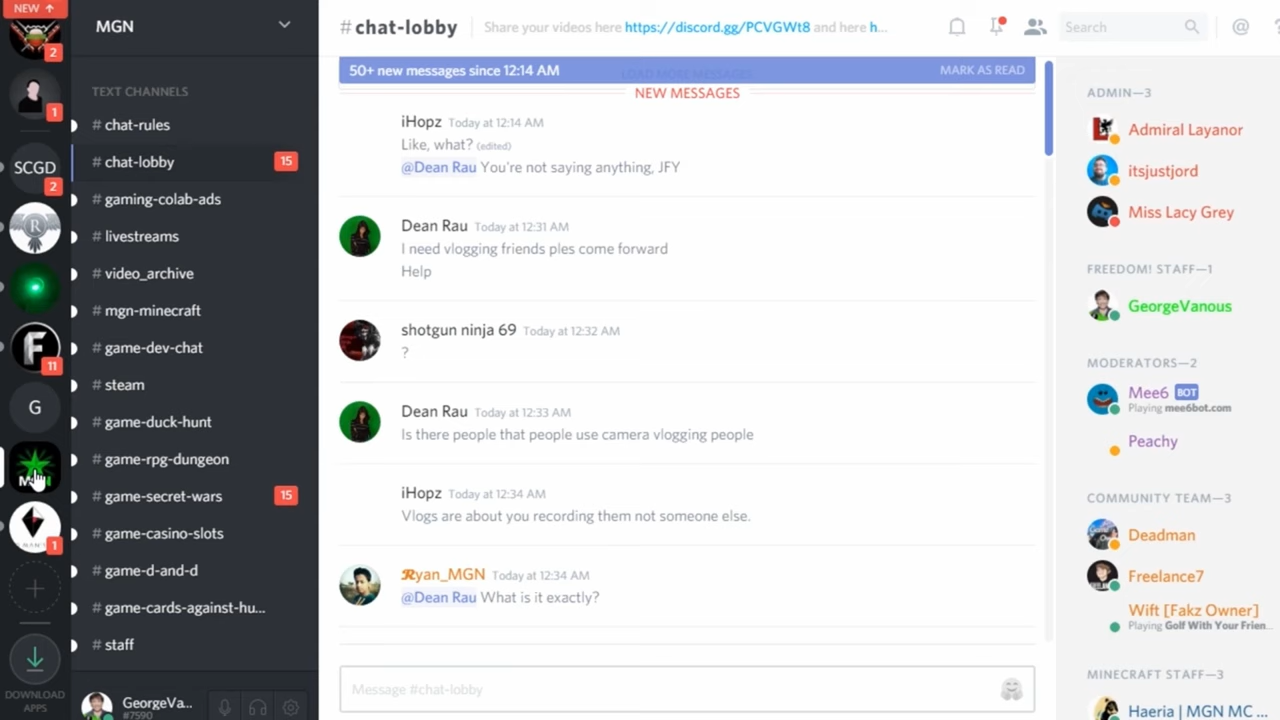 NEW ↑
2
1
SCGD
2
R
F
11
G
MGN
1
+
DOWNLOAD
APPS
MGN
TEXT CHANNELS
# chat-rules
# chat-lobby 15
# gaming-colab-ads
# livestreams
# video_archive
# mgn-minecraft
# game-dev-chat
# steam
# game-duck-hunt
# game-rpg-dungeon
# game-secret-wars 15
# game-casino-slots
# game-d-and-d
# game-cards-against-hu...
# staff
GeorgeVa...
#7590
# chat-lobby Share your videos here https://discord.gg/PCVGWt8 and here h...
Search @ ?
50+ new messages since 12:14 AM LOAD MORE MESSAGES MARK AS READ
NEW MESSAGES
iHopz Today at 12:14 AM
Like, what? (edited)
@Dean Rau You're not saying anything, JFY
Dean Rau Today at 12:31 AM
I need vlogging friends ples come forward
Help
shotgun ninja 69 Today at 12:32 AM
?
Dean Rau Today at 12:33 AM
Is there people that people use camera vlogging people
iHopz Today at 12:34 AM
Vlogs are about you recording them not someone else.
𝓡yan_MGN Today at 12:34 AM
@Dean Rau What is it exactly?
Message #chat-lobby
ADMIN—3
Admiral Layanor
itsjustjord
Miss Lacy Grey
FREEDOM! STAFF—1
GeorgeVanous
MODERATORS—2
Mee6 BOT
Playing mee6bot.com
Peachy
COMMUNITY TEAM—3
Deadman
Freelance7
Wift [Fakz Owner]
Playing Golf With Your Frien...
MINECRAFT STAFF—3
Haeria | MGN MC ...